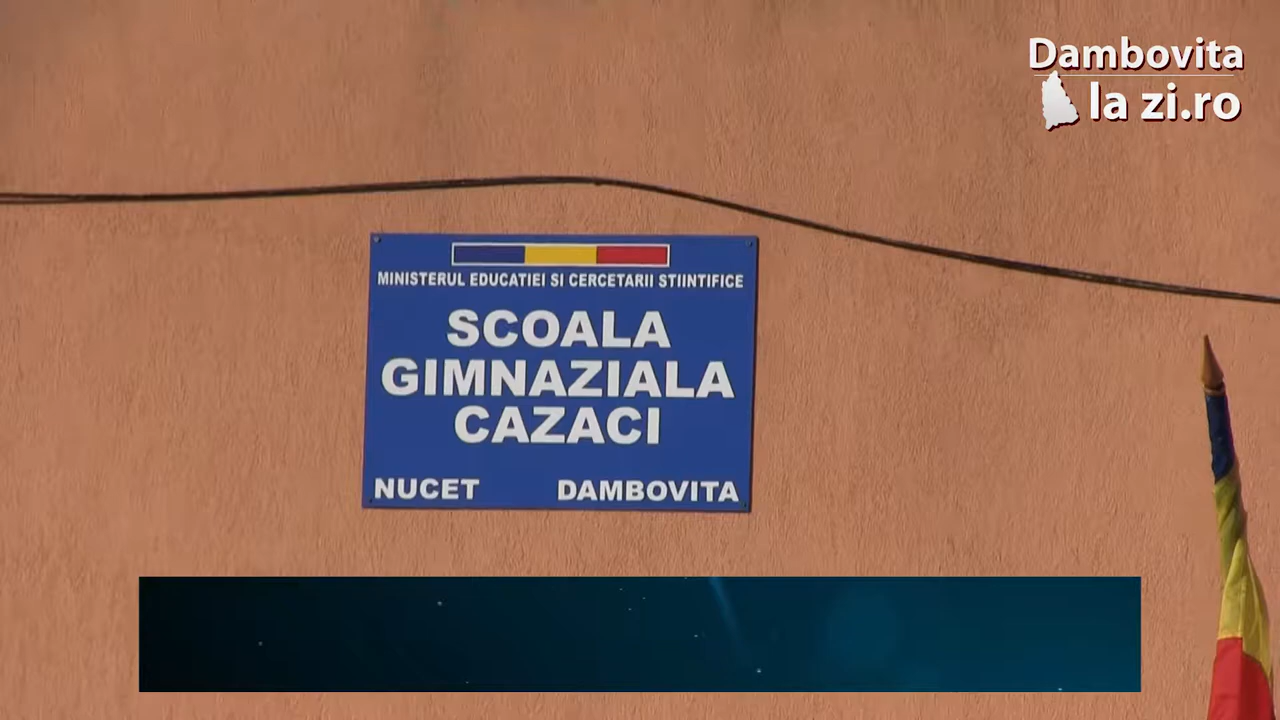 Dambovita
la zi.ro
MINISTERUL EDUCATIEI SI CERCETARII STIINTIFICE
SCOALA
GIMNAZIALA
CAZACI
NUCET DAMBOVITA